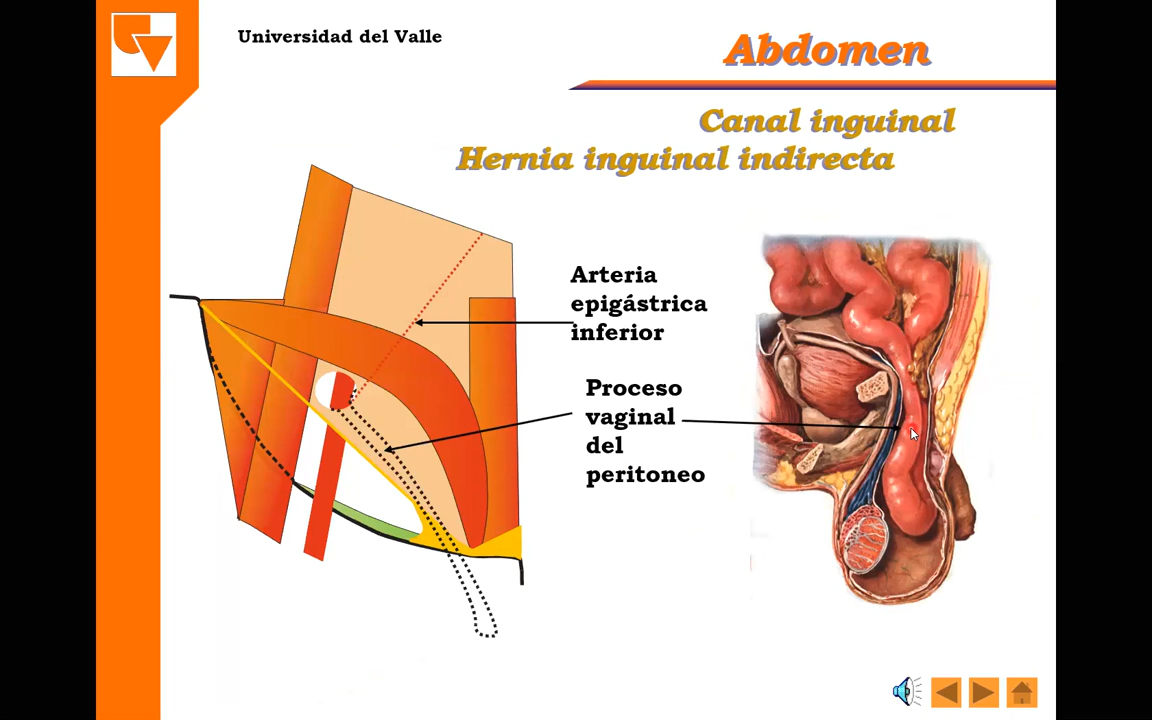 Universidad del Valle
Abdomen
Canal inguinal
Hernia inguinal indirecta
Arteria
epigástrica
inferior
Proceso
vaginal
del
peritoneo